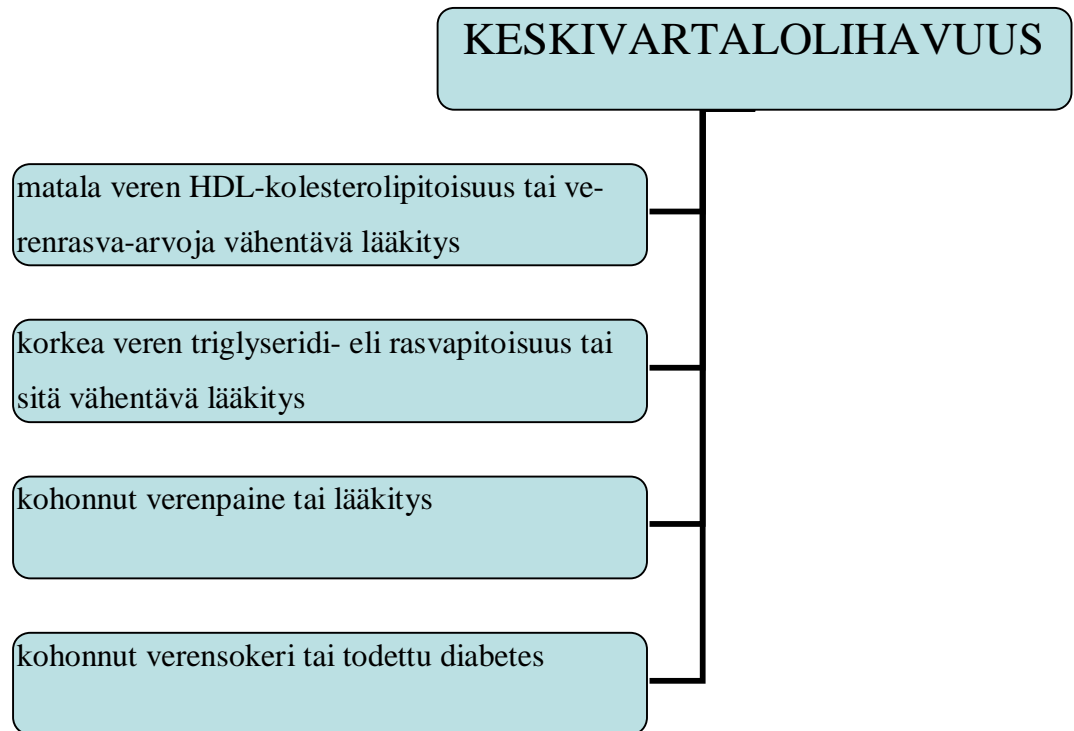 KESKIVARTALOLIHAVUUS
matala veren HDL-kolesterolipitoisuus tai ve-
renrasva-arvoja vähentävä lääkitys
korkea veren triglyseridi- eli rasvapitoisuus tai
sitä vähentävä lääkitys
kohonnut verenpaine tai lääkitys
kohonnut verensokeri tai todettu diabetes